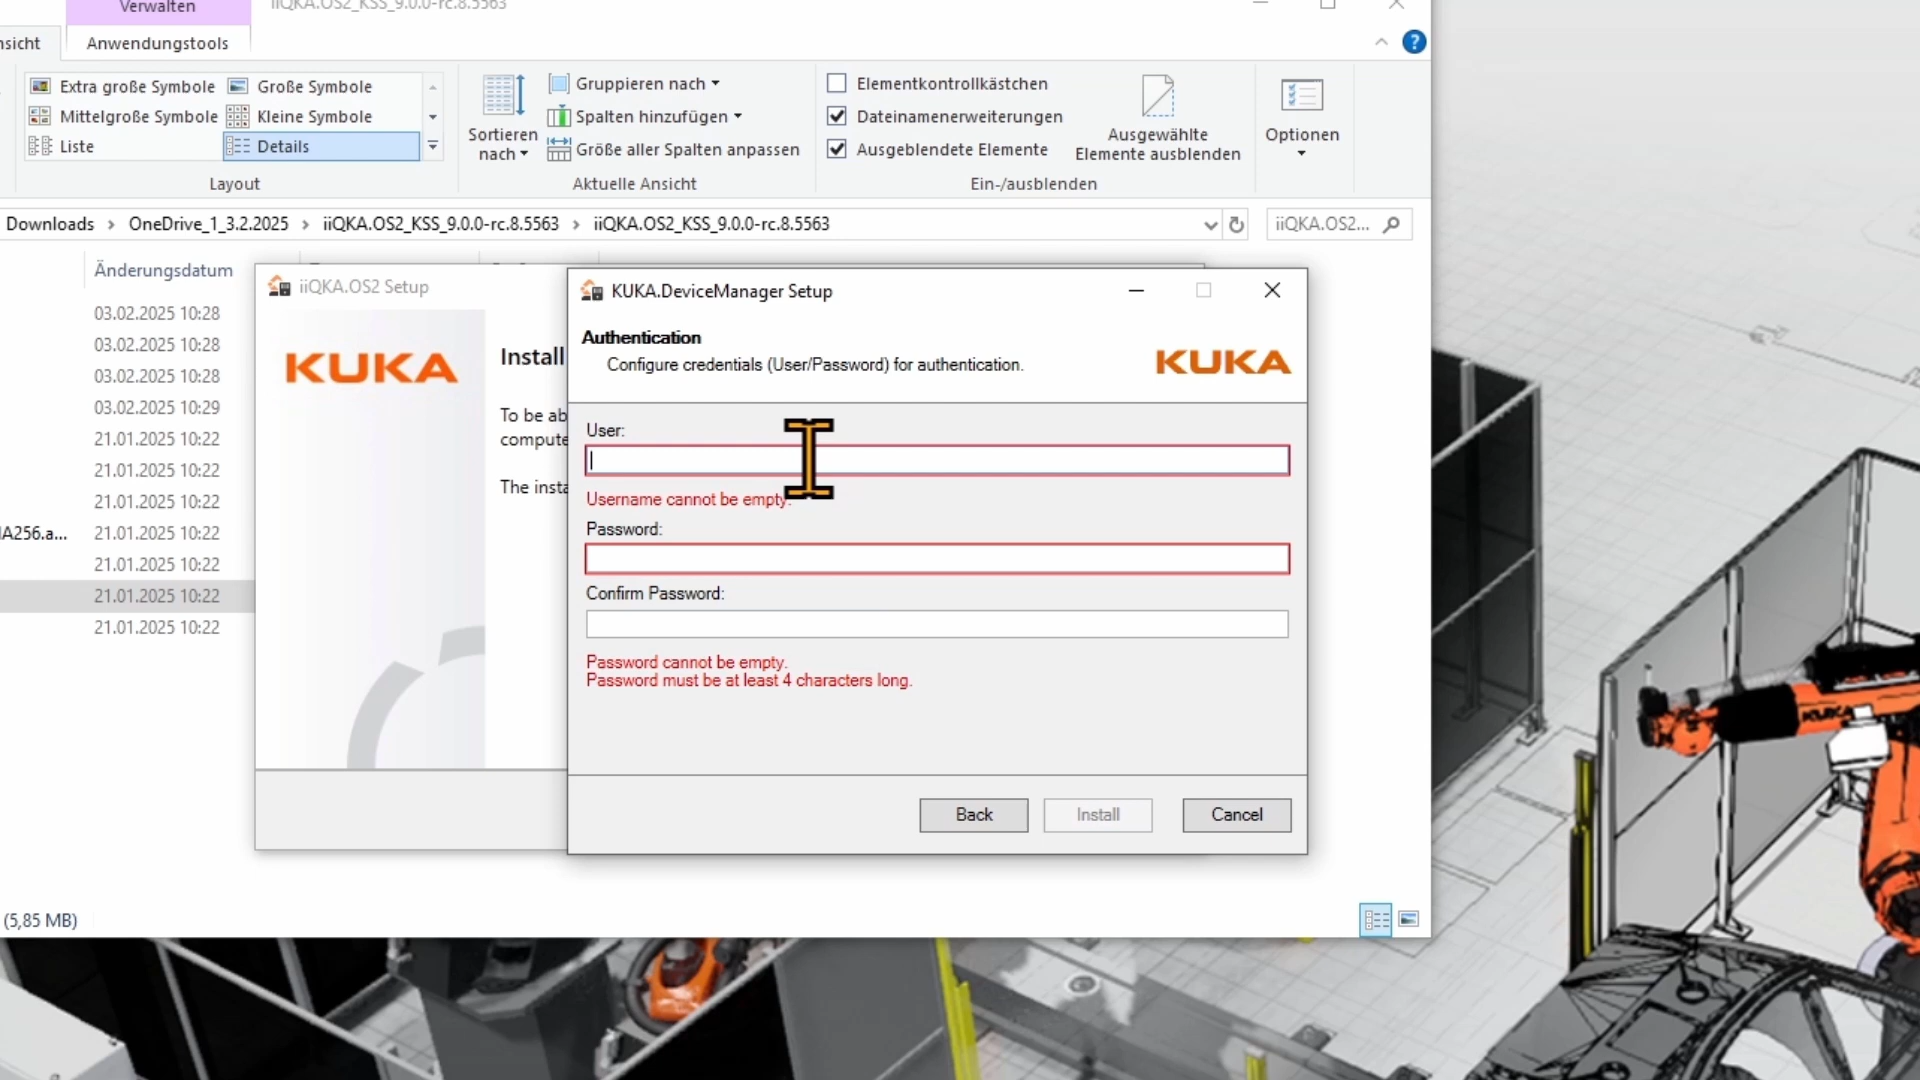 Verwalten
iiQKA.OS2_KSS_9.0.0-rc.8.5563
nsicht
Anwendungstools
?
Extra große Symbole
Große Symbole
Mittelgroße Symbole
Kleine Symbole
Liste
Details
Layout
Sortieren
nach
Gruppieren nach
Spalten hinzufügen
Größe aller Spalten anpassen
Aktuelle Ansicht
Elementkontrollkästchen
Dateinamenerweiterungen
Ausgeblendete Elemente
Ausgewählte
Elemente ausblenden
Ein-/ausblenden
Optionen
Downloads > OneDrive_1_3.2.2025 > iiQKA.OS2_KSS_9.0.0-rc.8.5563 > iiQKA.OS2_KSS_9.0.0-rc.8.5563
iiQKA.OS2...
Änderungsdatum
03.02.2025 10:28
03.02.2025 10:28
03.02.2025 10:28
03.02.2025 10:29
21.01.2025 10:22
21.01.2025 10:22
21.01.2025 10:22
IA256.a... 21.01.2025 10:22
21.01.2025 10:22
21.01.2025 10:22
21.01.2025 10:22
(5,85 MB)
iiQKA.OS2 Setup
KUKA
Install
To be ab
compute
The insta
KUKA.DeviceManager Setup
Authentication
Configure credentials (User/Password) for authentication.
KUKA
User:
Username cannot be empty.
Password:
Confirm Password:
Password cannot be empty.
Password must be at least 4 characters long.
Back
Install
Cancel
KUKA